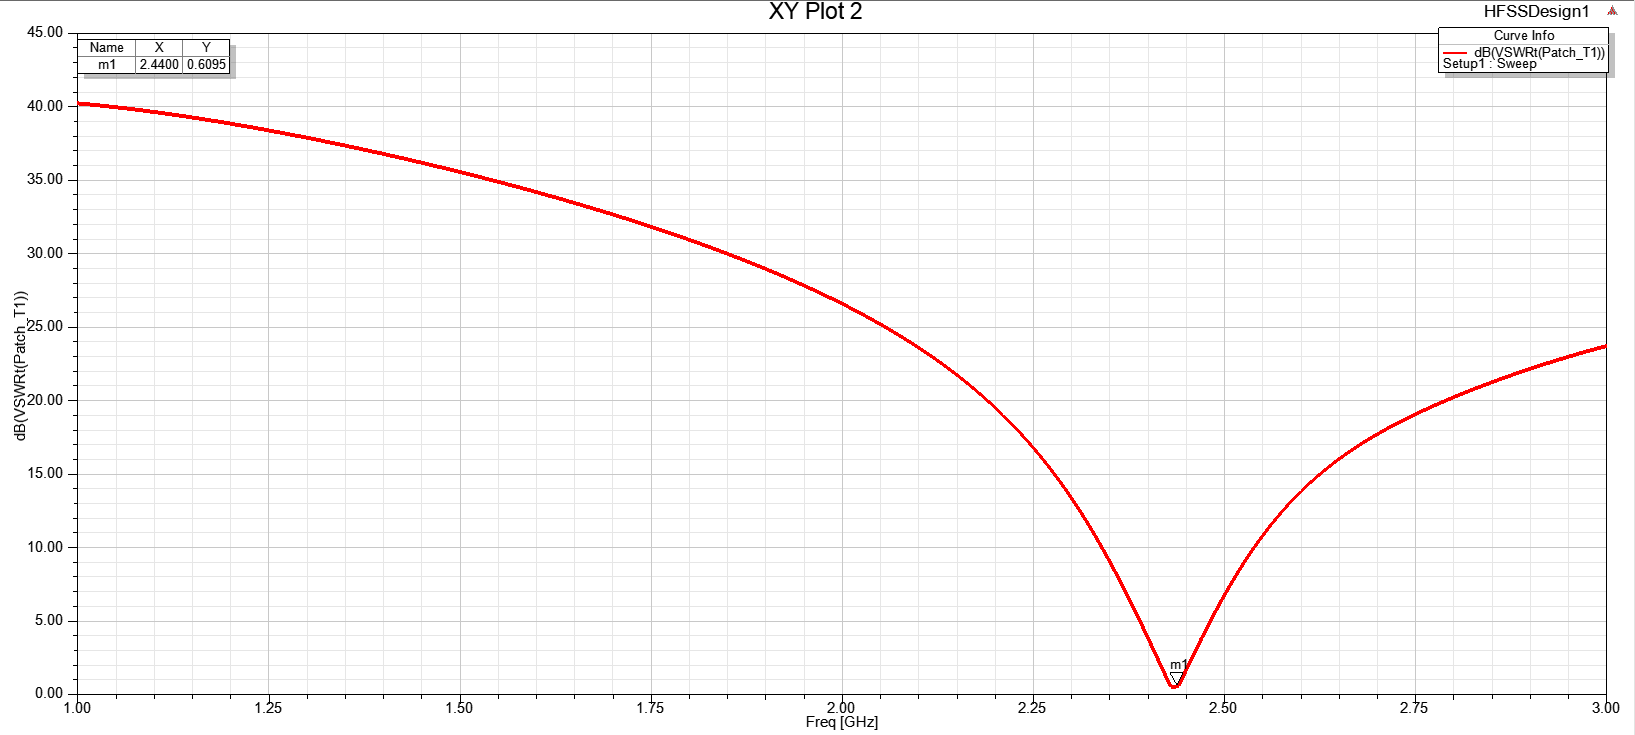 XY Plot 2
HFSSDesign1
Curve Info
dB(VSWRt(Patch_T1))
Setup1 : Sweep
Name X Y
m1 2.4400 0.6095
45.00
40.00
35.00
30.00
25.00
20.00
15.00
10.00
5.00
0.00
dB(VSWRt(Patch_T1))
m1
1.00 1.25 1.50 1.75 2.00 2.25 2.50 2.75 3.00
Freq [GHz]